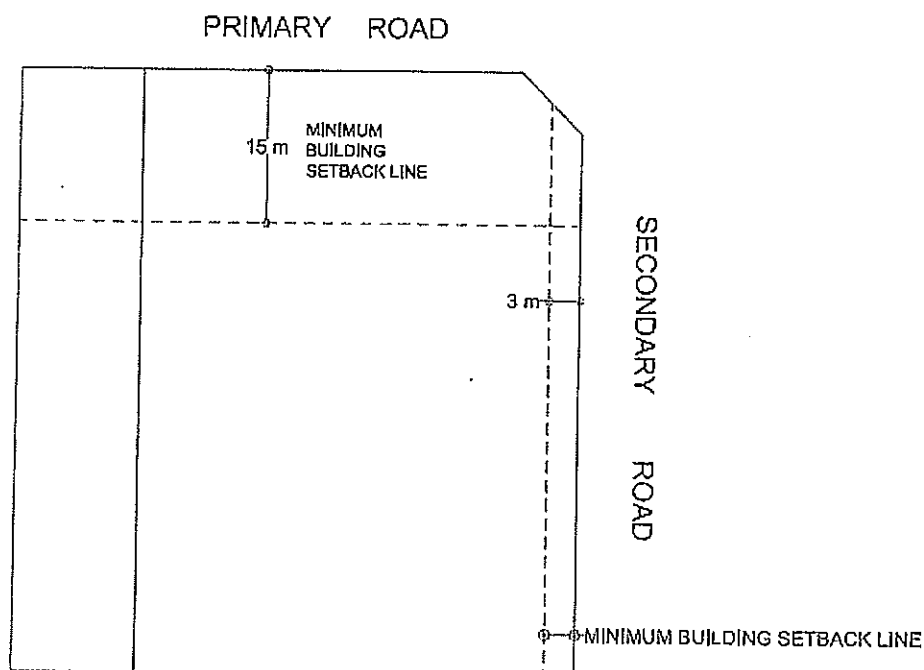 PRIMARY ROAD
15 m
MINIMUM
BUILDING
SETBACK LINE
SECONDARY ROAD
3 m
MINIMUM BUILDING SETBACK LINE